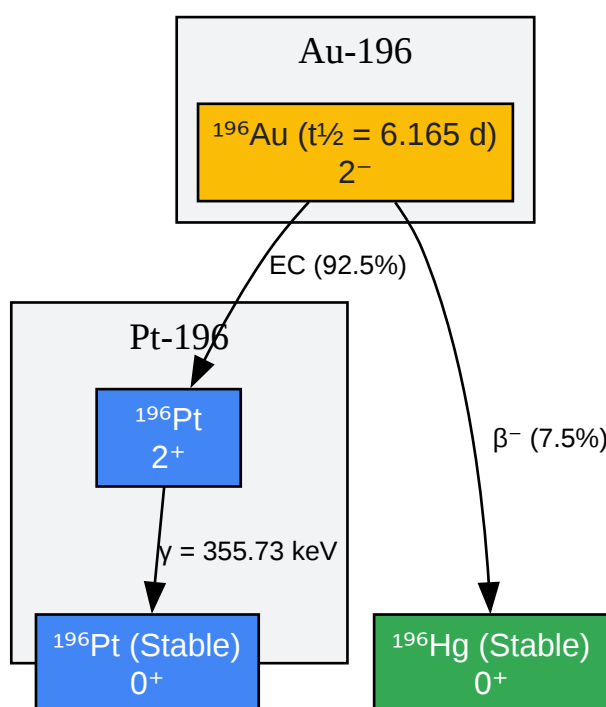 Au-196
¹⁹⁶Au (t½ = 6.165 d)
2⁻
EC (92.5%)
Pt-196
¹⁹⁶Pt
2⁺
β⁻ (7.5%)
γ = 355.73 keV
¹⁹⁶Pt (Stable)
0⁺
¹⁹⁶Hg (Stable)
0⁺